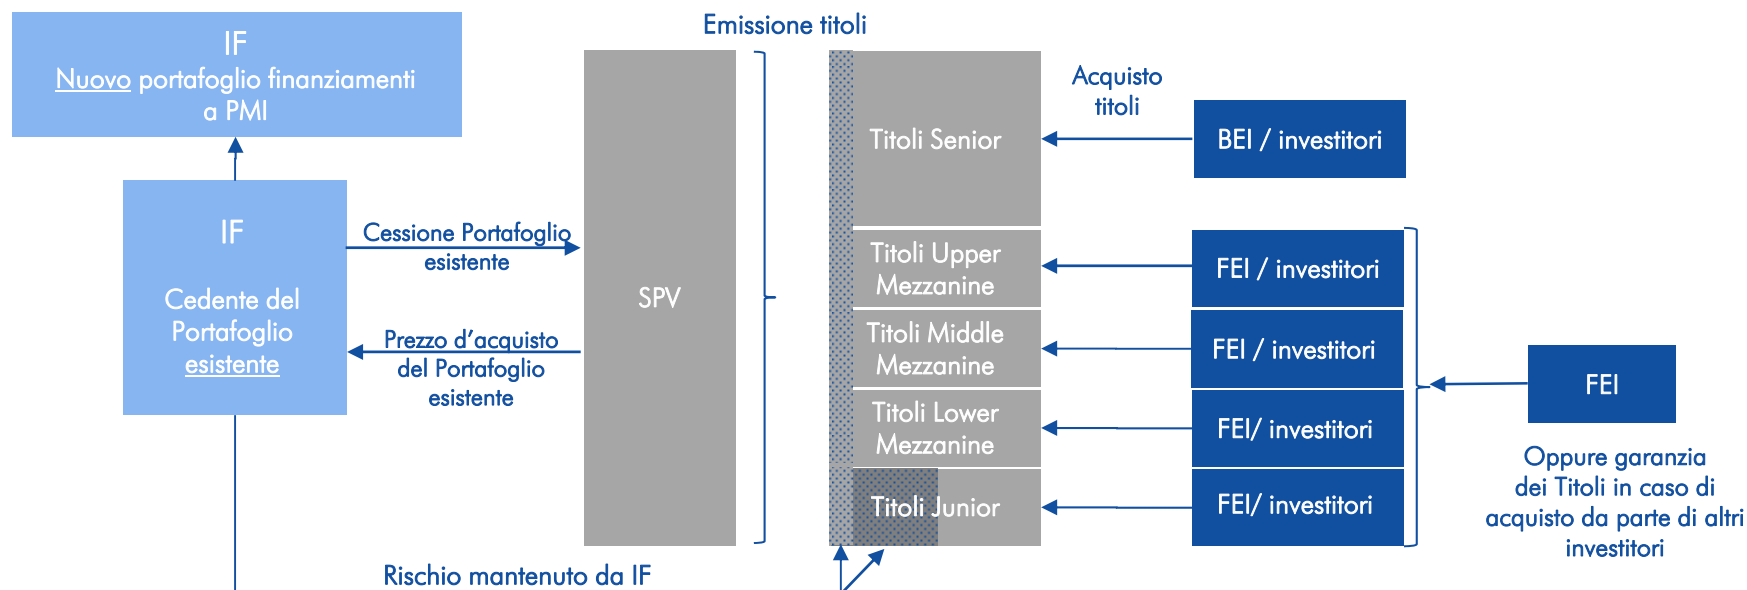 Emissione titoli
IF
Nuovo portafoglio finanziamenti
a PMI
IF
Cedente del
Portafoglio
esistente
Cessione Portafoglio
esistente
Prezzo d'acquisto
del Portafoglio
esistente
SPV
Titoli Senior
Titoli Upper
Mezzanine
Titoli Middle
Mezzanine
Titoli Lower
Mezzanine
Titoli Junior
Acquisto
titoli
BEI / investitori
FEI / investitori
FEI / investitori
FEI/ investitori
FEI/ investitori
FEI
Oppure garanzia
dei Titoli in caso di
acquisto da parte di altri
investitori
Rischio mantenuto da IF